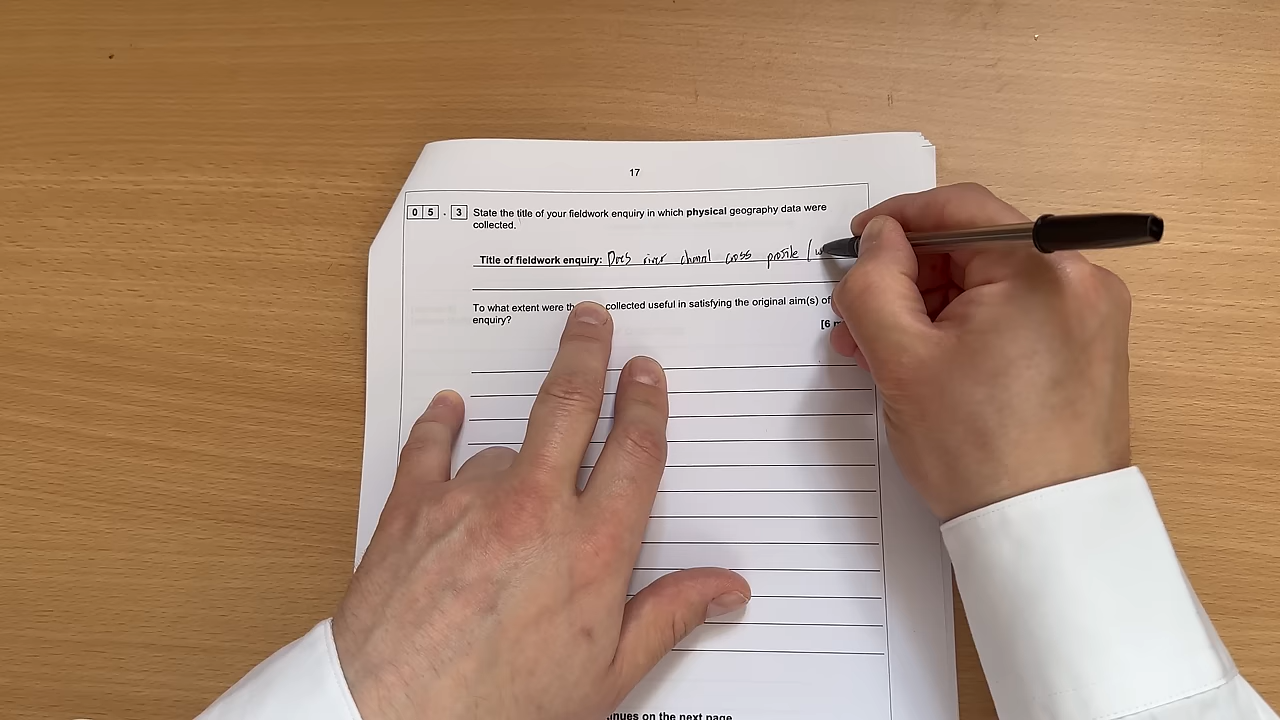 17
0 5 . 3 State the title of your fieldwork enquiry in which physical geography data were
collected.
Title of fieldwork enquiry: Does river channel cross profile (w
To what extent were the collected useful in satisfying the original aim(s) of
enquiry?
[6
on the next page